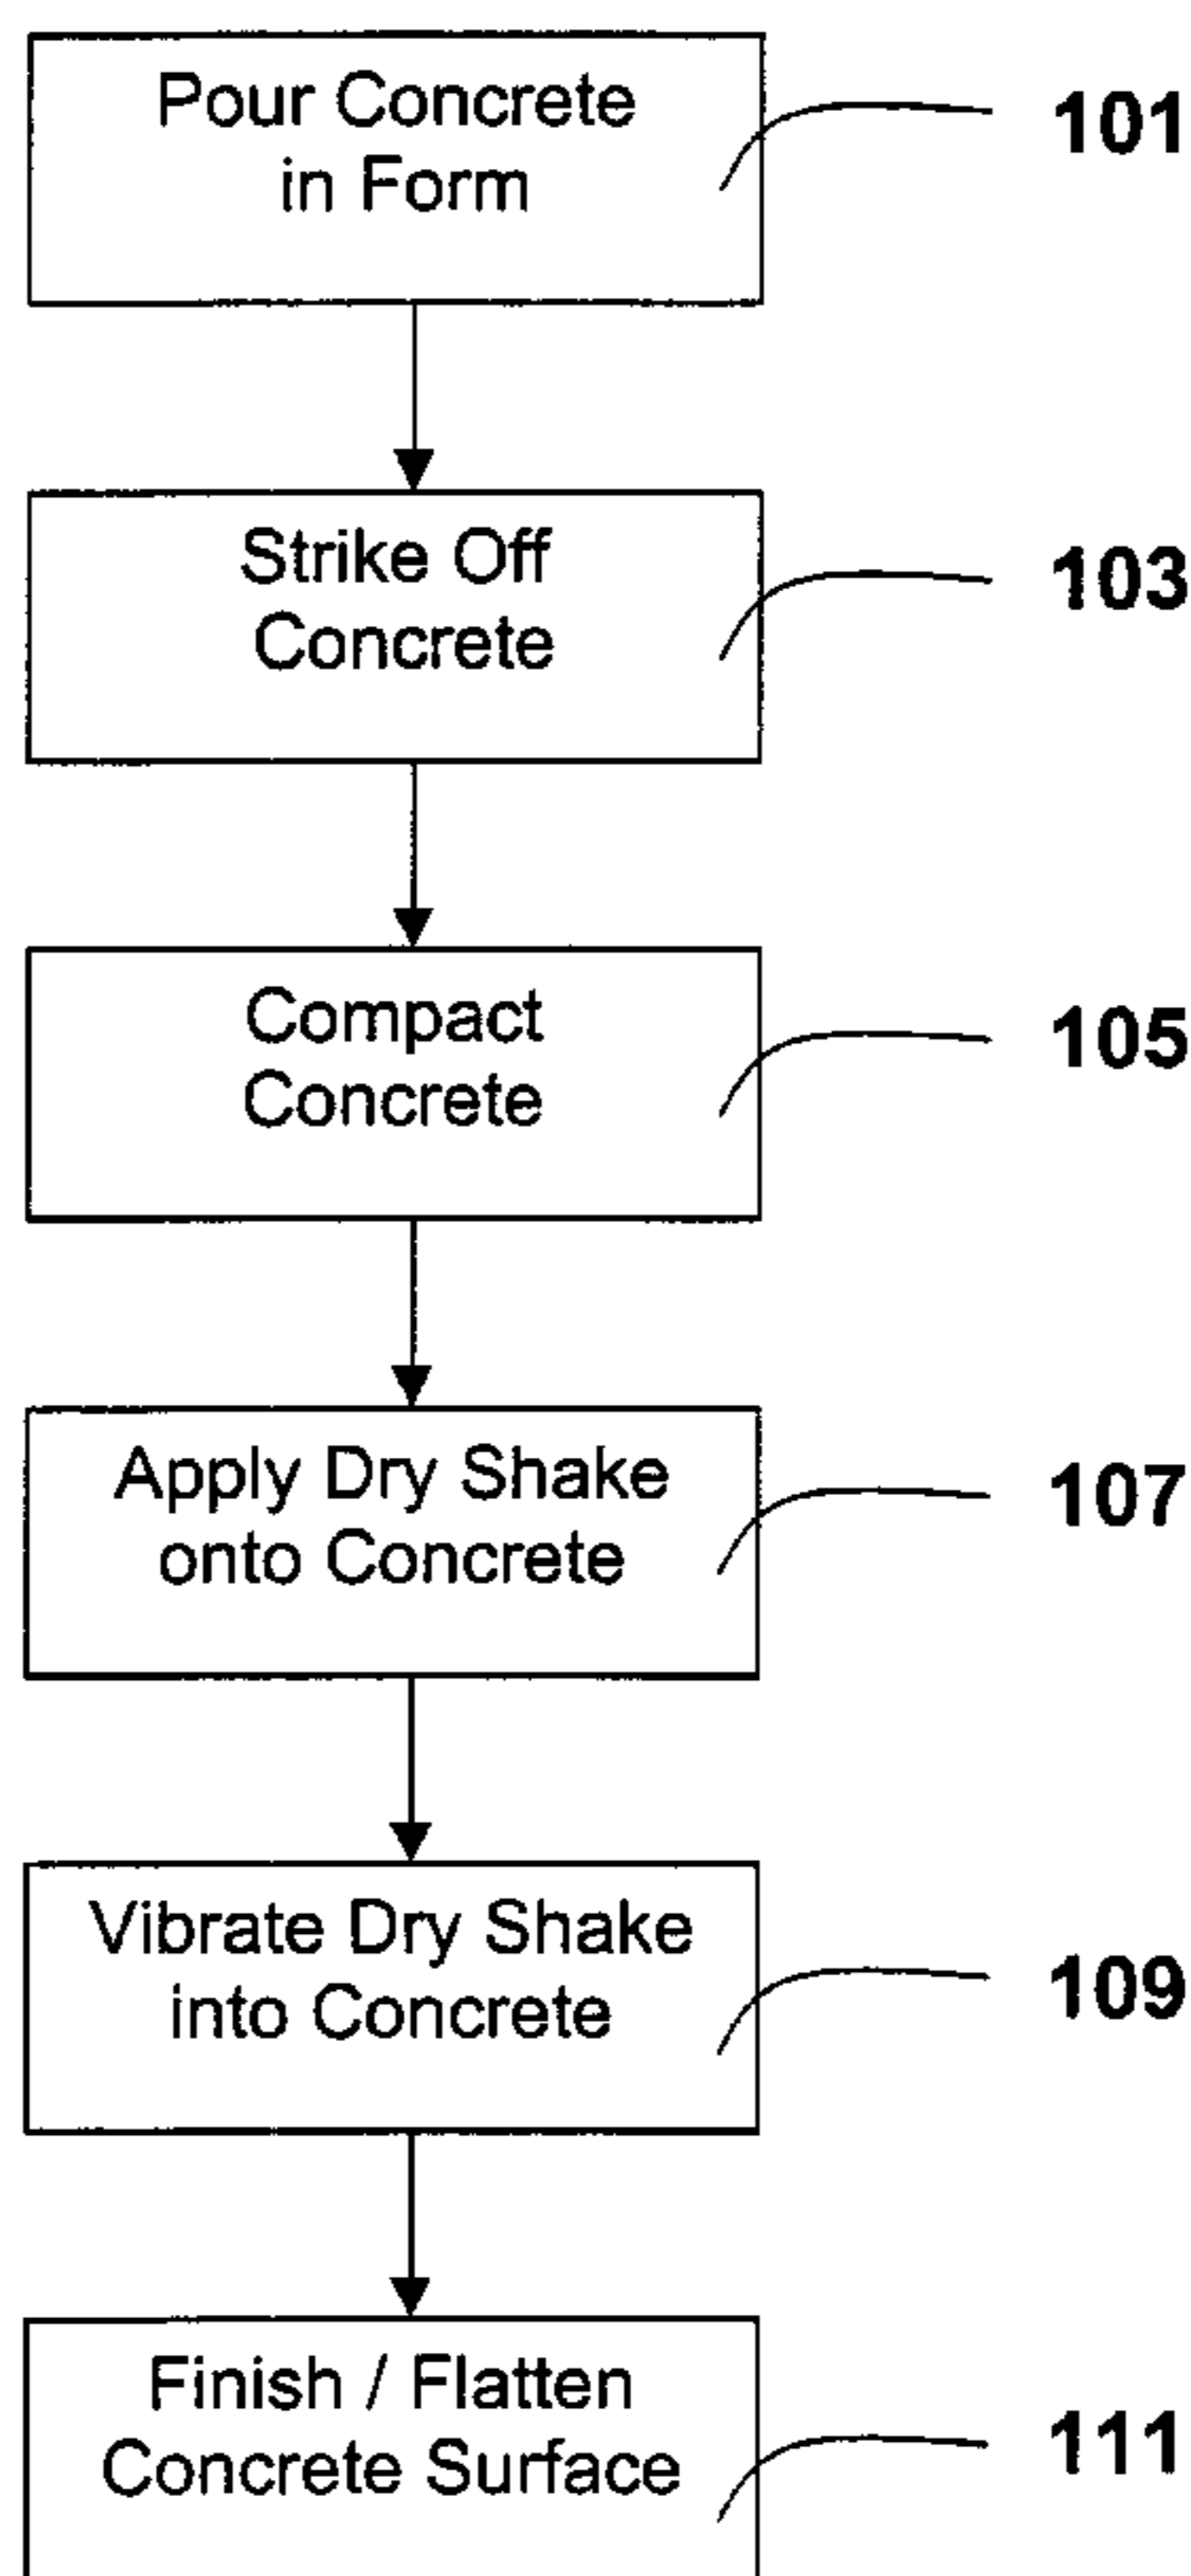 Pour Concrete
in Form
101
Strike Off
Concrete
103
Compact
Concrete
105
Apply Dry Shake
onto Concrete
107
Vibrate Dry Shake
into Concrete
109
Finish / Flatten
Concrete Surface
111